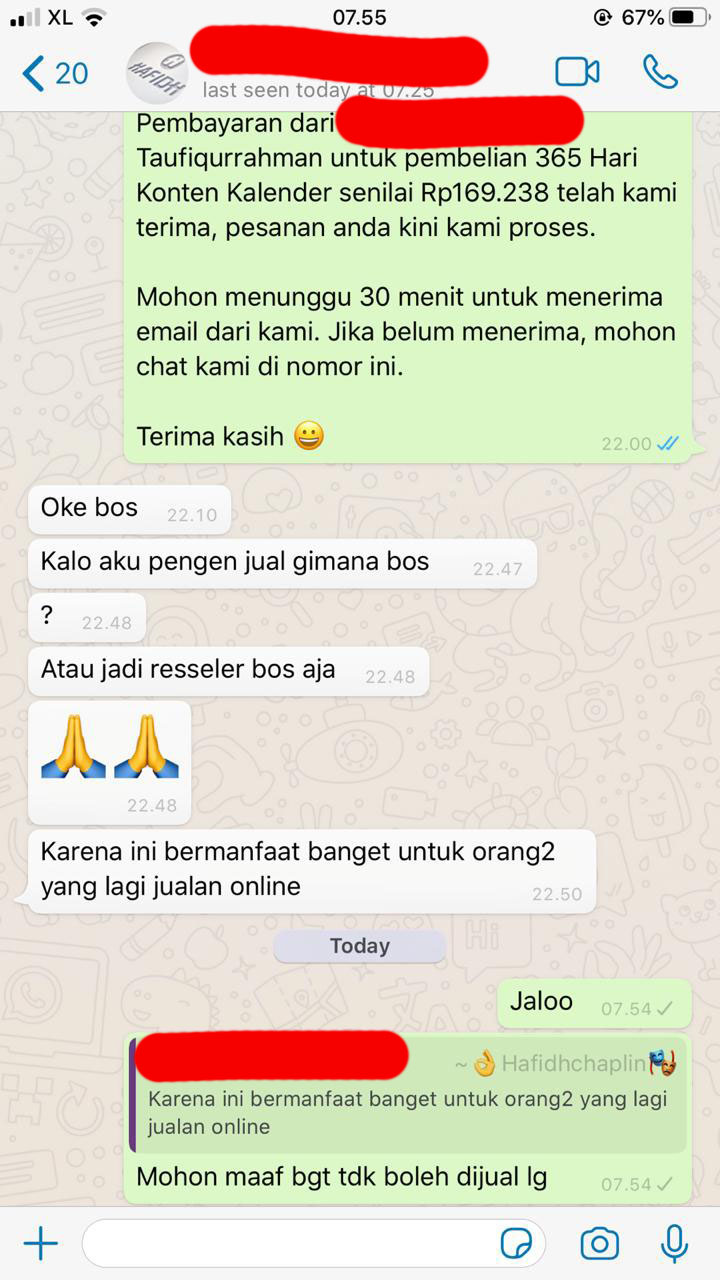 XL
07.55
67%
20
HAFIDH
last seen today at 07.25
Pembayaran dari
Taufiqurrahman untuk pembelian 365 Hari
Konten Kalender senilai Rp169.238 telah kami
terima, pesanan anda kini kami proses.
Mohon menunggu 30 menit untuk menerima
email dari kami. Jika belum menerima, mohon
chat kami di nomor ini.
Terima kasih 😀
22.00
Oke bos 22.10
Kalo aku pengen jual gimana bos 22.47
? 22.48
Atau jadi resseler bos aja 22.48
🙏 🙏
22.48
Karena ini bermanfaat banget untuk orang2
yang lagi jualan online 22.50
Today
Jaloo 07.54
~👌Hafidhchaplin🎭
Karena ini bermanfaat banget untuk orang2 yang lagi
jualan online
Mohon maaf bgt tdk boleh dijual lg 07.54